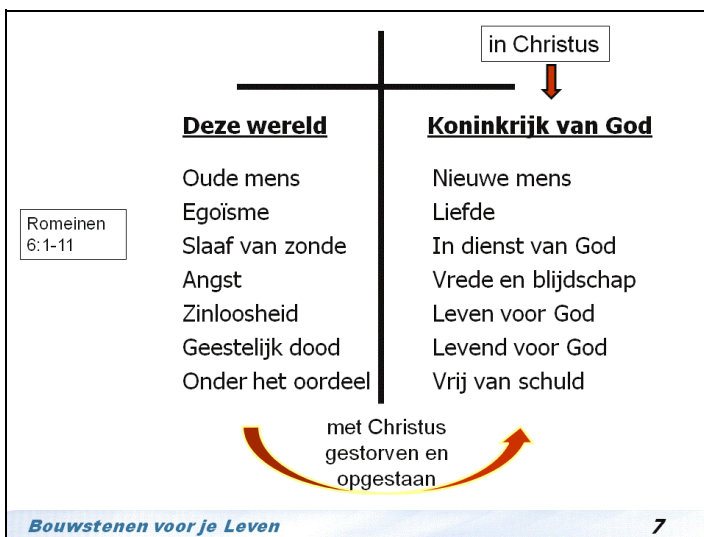 in Christus
Deze wereld Koninkrijk van God
Oude mens Nieuwe mens
Egoïsme Liefde
Romeinen
6:1-11
Slaaf van zonde In dienst van God
Angst Vrede en blijdschap
Zinloosheid Leven voor God
Geestelijk dood Levend voor God
Onder het oordeel Vrij van schuld
met Christus
gestorven en
opgestaan
Bouwstenen voor je Leven 7